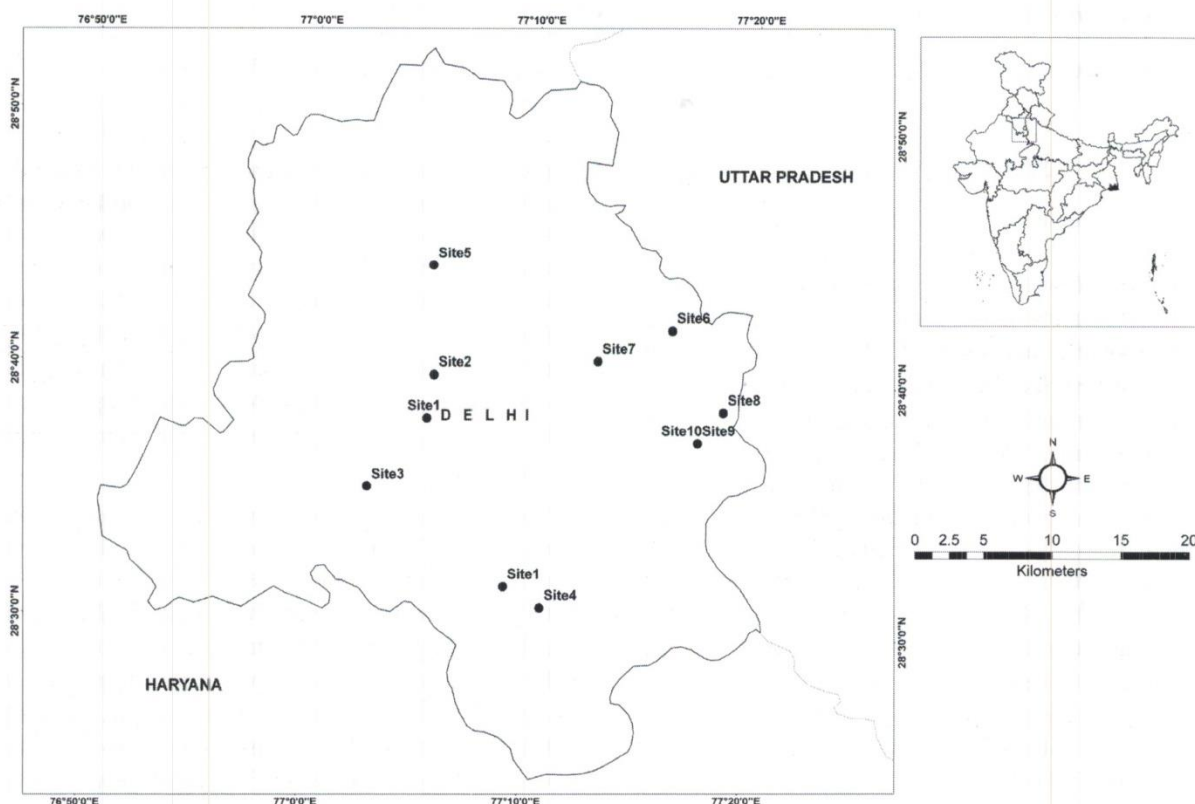 76°50'0"E 77°0'0"E 77°10'0"E 77°20'0"E
28°50'0"N
28°50'0"N
UTTAR PRADESH
Site5
Site6
Site7
28°40'0"N
Site2
28°40'0"N
Site1 DELHI
Site8
Site10Site9
N
W E
S
Site3
0 2.5 5 10 15 20
Kilometers
Site1
Site4
28°30'0"N
28°30'0"N
HARYANA
76°50'0"E 77°0'0"E 77°10'0"E 77°20'0"E